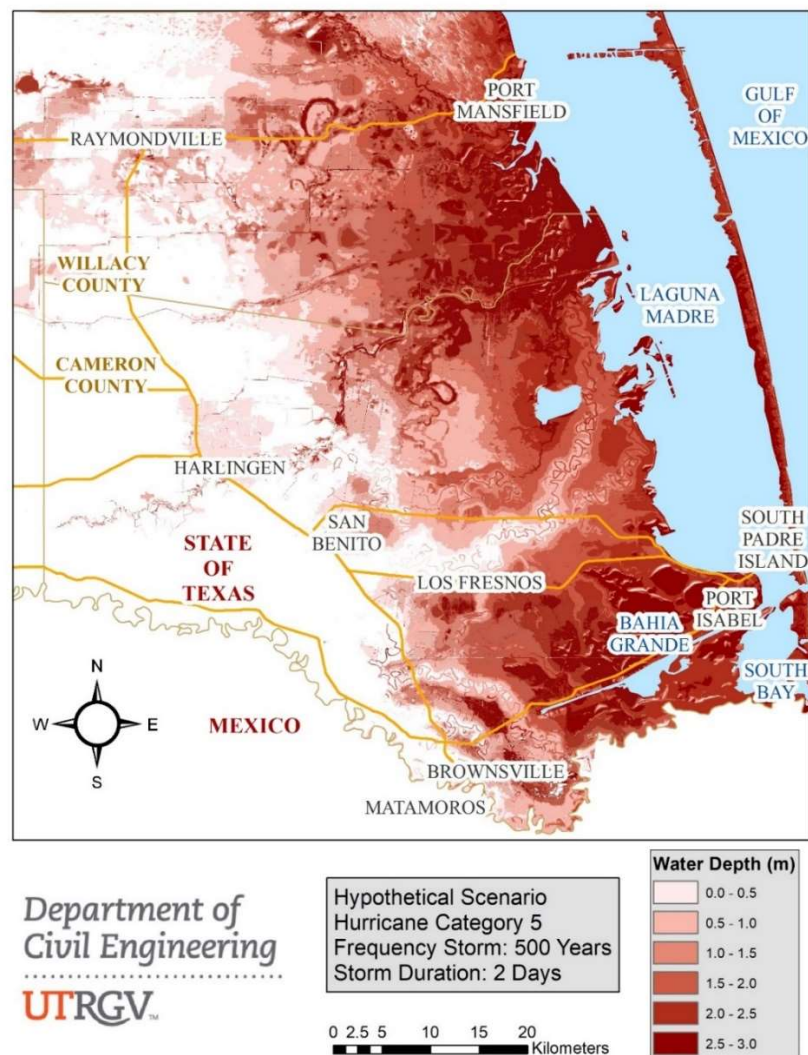 PORT
MANSFIELD
GULF
OF
MEXICO
RAYMONDVILLE
WILLACY
COUNTY
LAGUNA
MADRE
CAMERON
COUNTY
HARLINGEN
SAN
BENITO
SOUTH
PADRE
ISLAND
STATE
OF
TEXAS
LOS FRESNOS
PORT
ISABEL
BAHIA
GRANDE
SOUTH
BAY
N
W E
S
MEXICO
BROWNSVILLE
MATAMOROS
Department of
Civil Engineering
UTRGV™
Hypothetical Scenario
Hurricane Category 5
Frequency Storm: 500 Years
Storm Duration: 2 Days
0 2.5 5 10 15 20
Kilometers
Water Depth (m)
0.0 - 0.5
0.5 - 1.0
1.0 - 1.5
1.5 - 2.0
2.0 - 2.5
2.5 - 3.0